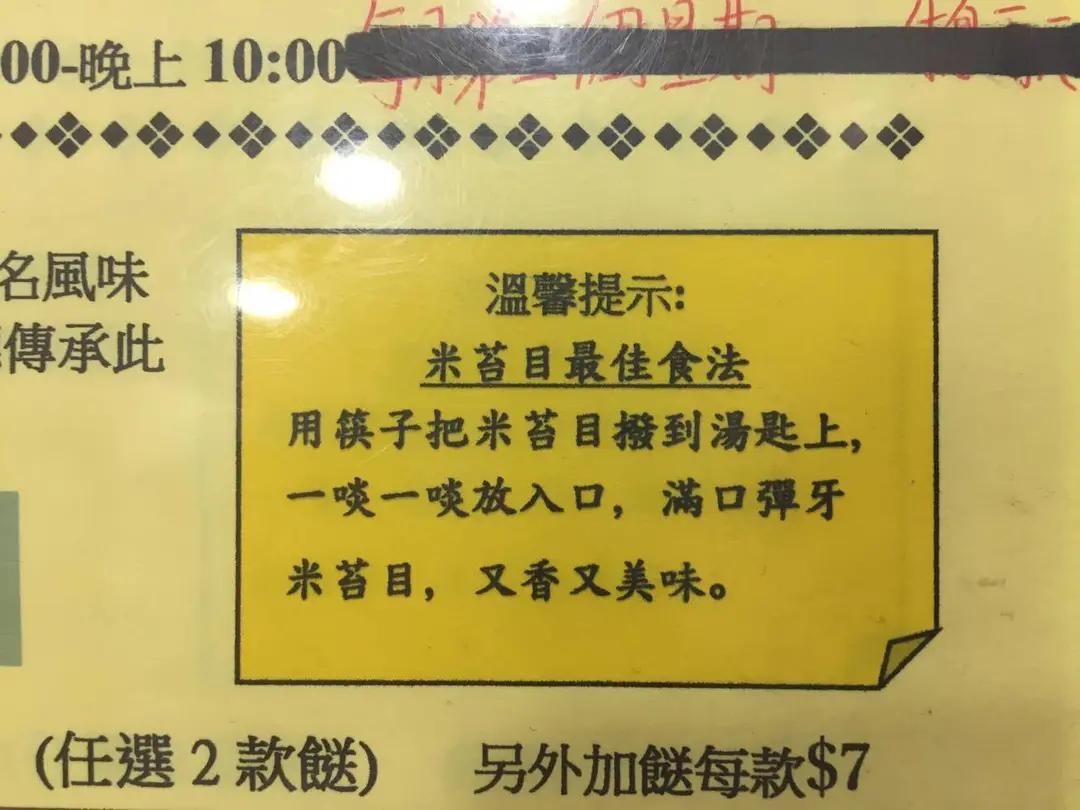 00-晚上 10:00
名風味
傳承此
溫馨提示:
米苔目最佳食法
用筷子把米苔目撥到湯匙上,
一啖一啖放入口，滿口彈牙
米苔目，又香又美味。
(任選 2 款餸)
另外加餸每款$7